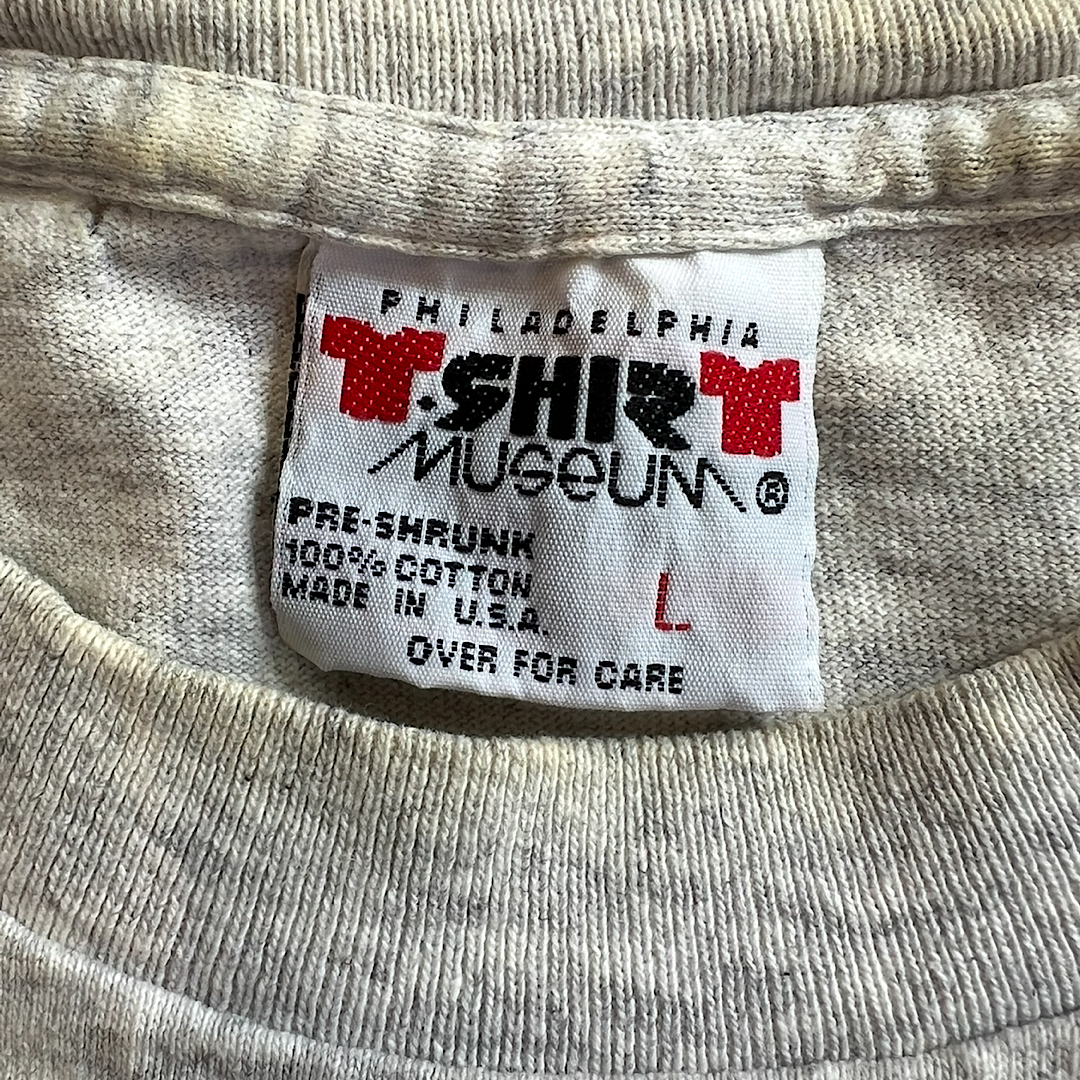 PHILADELPHIA
T-SHIRT
MUSEUM®
PRE-SHRUNK
100% COTTON
MADE IN U.S.A.
L
OVER FOR CARE